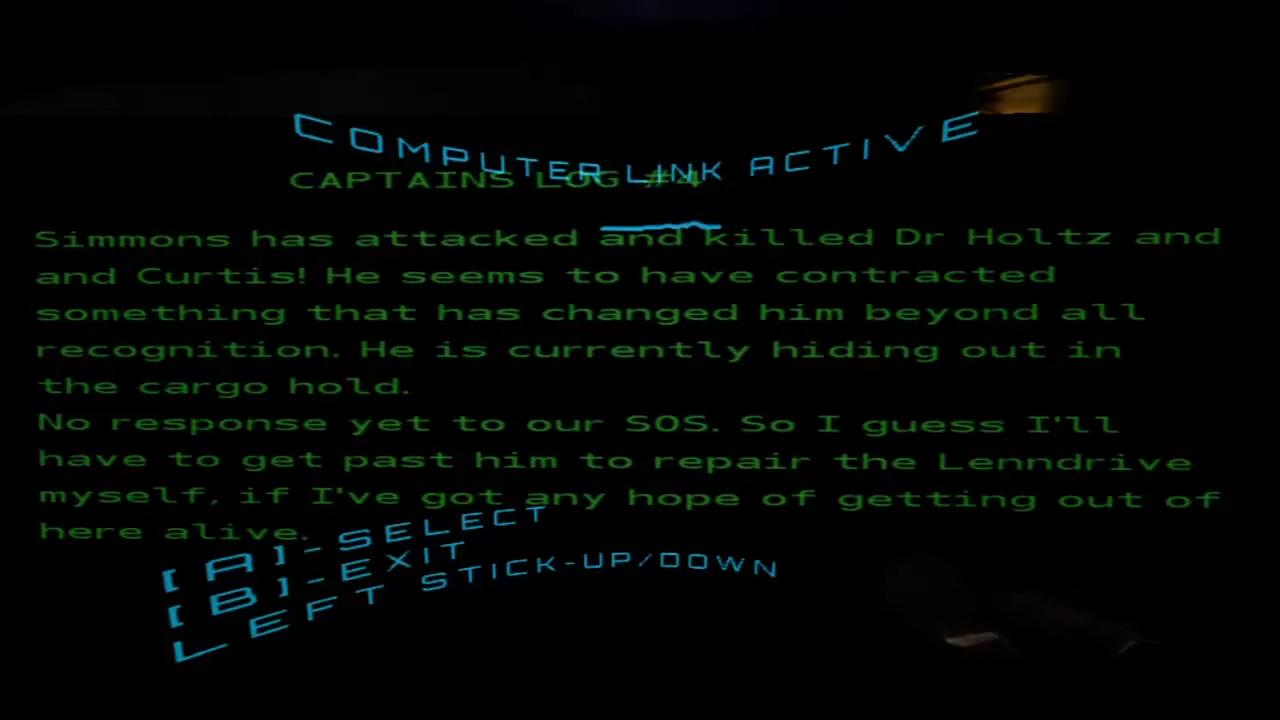 COMPUTER LINK ACTIVE
CAPTAINS LOG #4
Simmons has attacked and killed Dr Holtz and
and Curtis! He seems to have contracted
something that has changed him beyond all
recognition. He is currently hiding out in
the cargo hold.
No response yet to our SOS. So I guess I'll
have to get past him to repair the Lenndrive
myself, if I've got any hope of getting out of
here alive.
[A]-SELECT
[B]-EXIT
LEFT STICK-UP/DOWN